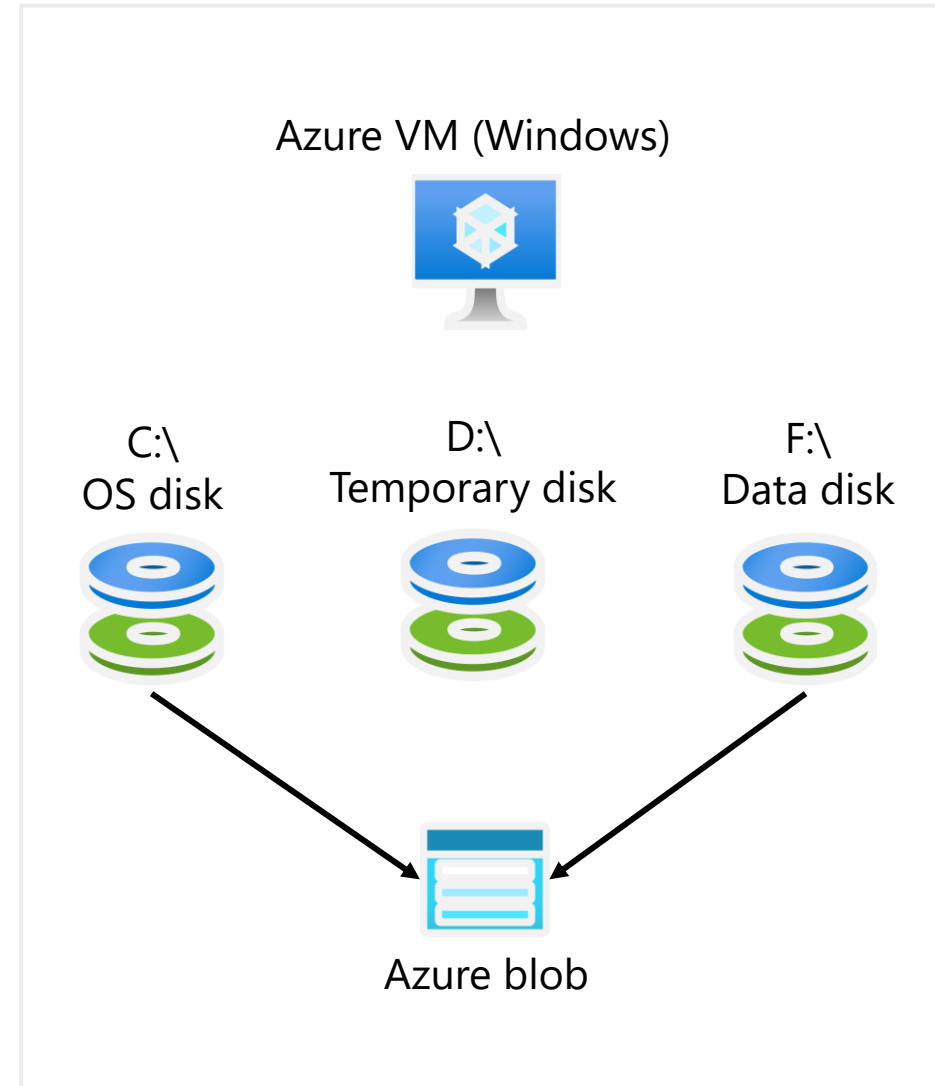 Azure VM (Windows)
C:\
OS disk
D:\
Temporary disk
F:\
Data disk
Azure blob